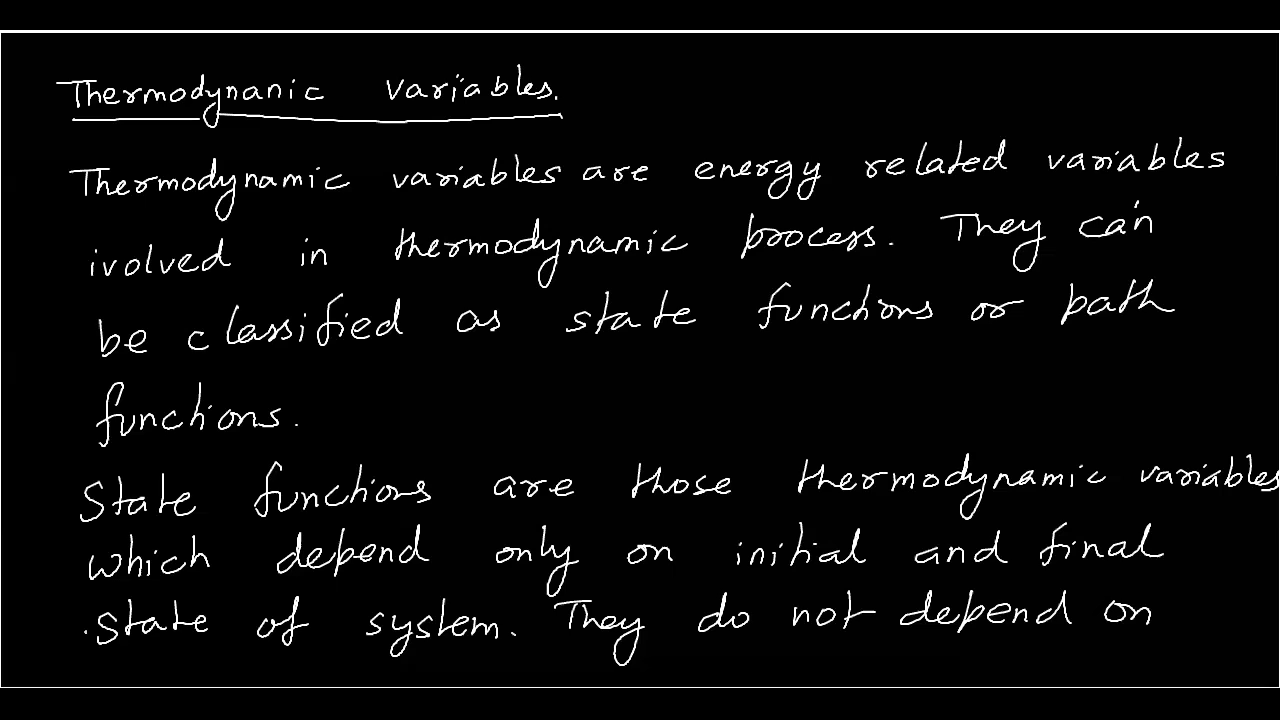 Thermodynanic variables.
Thermodynamic variables are energy related variables
ivolved in thermodynamic process. They can
be classified as state functions or path
functions.
State functions are those thermodynamic variables
which depend only on initial and final
state of system. They do not depend on